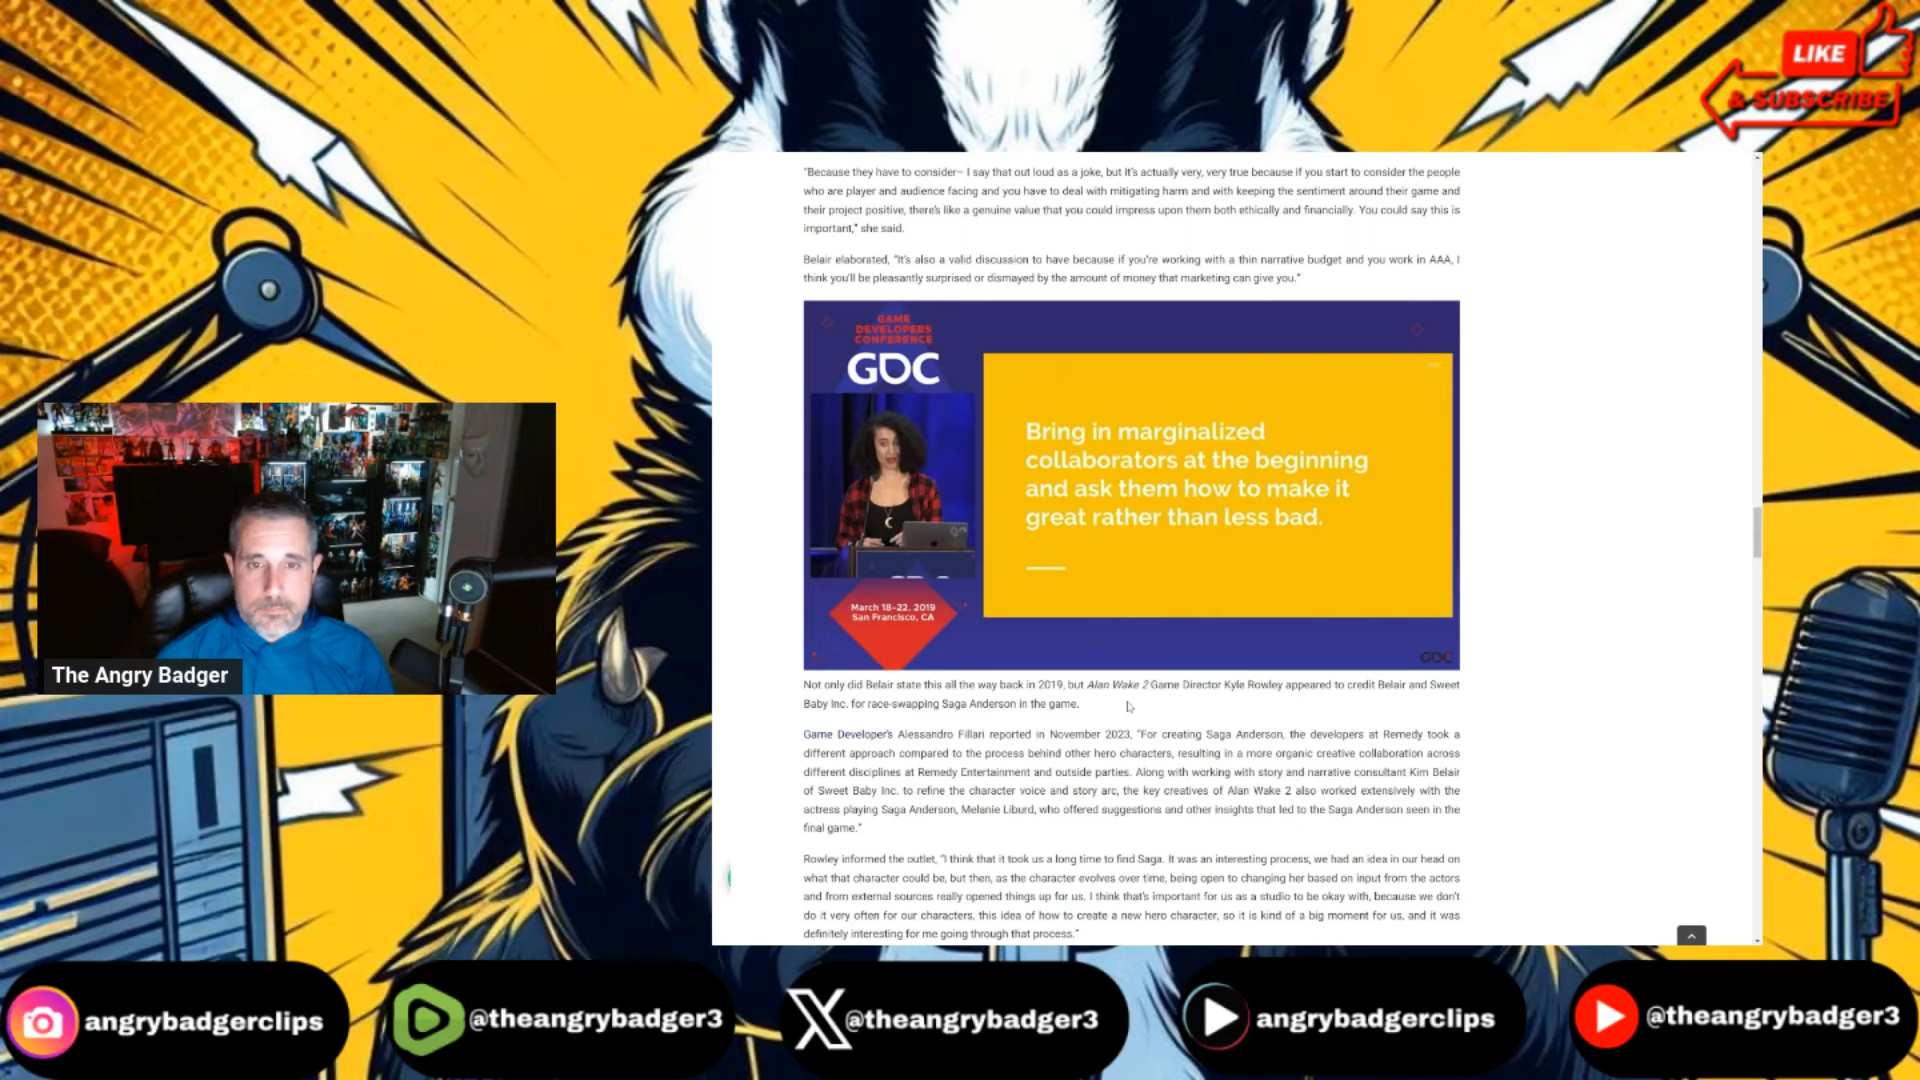 LIKE
& SUBSCRIBE
"Because they have to consider– I say that out loud as a joke, but it's actually very, very true because if you start to consider the people
who are player and audience facing and you have to deal with mitigating harm and with keeping the sentiment around their game and
their project positive, there's like a genuine value that you could impress upon them both ethically and financially. You could say this is
important," she said.
Belair elaborated, "It's also a valid discussion to have because if you're working with a thin narrative budget and you work in AAA, I
think you'll be pleasantly surprised or dismayed by the amount of money that marketing can give you."
GAME
DEVELOPERS
CONFERENCE
GDC
Bring in marginalized
collaborators at the beginning
and ask them how to make it
great rather than less bad.
March 18–22, 2019
San Francisco, CA
GDC
The Angry Badger
Not only did Belair state this all the way back in 2019, but Alan Wake 2 Game Director Kyle Rowley appeared to credit Belair and Sweet
Baby Inc. for race-swapping Saga Anderson in the game.
Game Developer's Alessandro Fillari reported in November 2023, "For creating Saga Anderson, the developers at Remedy took a
different approach compared to the process behind other hero characters, resulting in a more organic creative collaboration across
different disciplines at Remedy Entertainment and outside parties. Along with working with story and narrative consultant Kim Belair
of Sweet Baby Inc. to refine the character voice and story arc, the key creatives of Alan Wake 2 also worked extensively with the
actress playing Saga Anderson, Melanie Liburd, who offered suggestions and other insights that led to the Saga Anderson seen in the
final game."
Rowley informed the outlet, "I think that it took us a long time to find Saga. It was an interesting process, we had an idea in our head on
what that character could be, but then, as the character evolves over time, being open to changing her based on input from the actors
and from external sources really opened things up for us. I think that's important for us as a studio to be okay with, because we don't
do it very often for our characters, this idea of how to create a new hero character, so it is kind of a big moment for us, and it was
definitely interesting for me going through that process."
angrybadgerclips
@theangrybadger3
@theangrybadger3
angrybadgerclips
@theangrybadger3